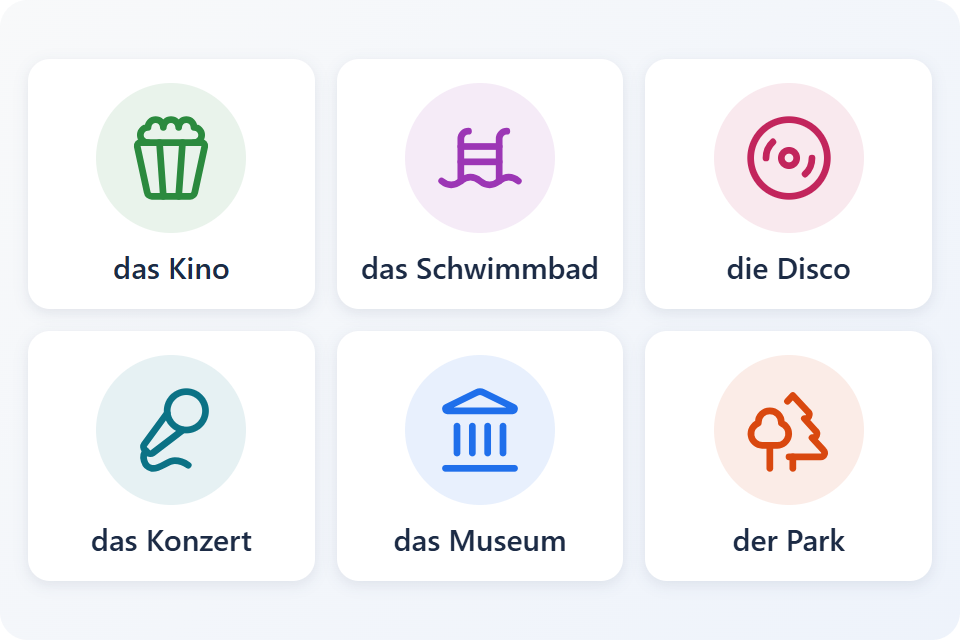 das Kino
das Schwimmbad
die Disco
das Konzert
das Museum
der Park